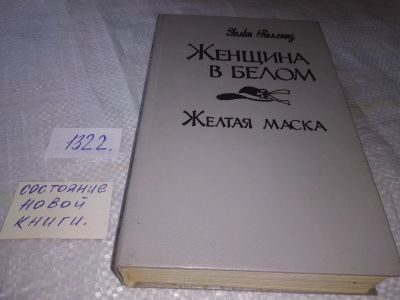 Уилки Коллинз
Женщина
в белом
Желтая маска
1322.
состояние
новой
книги.